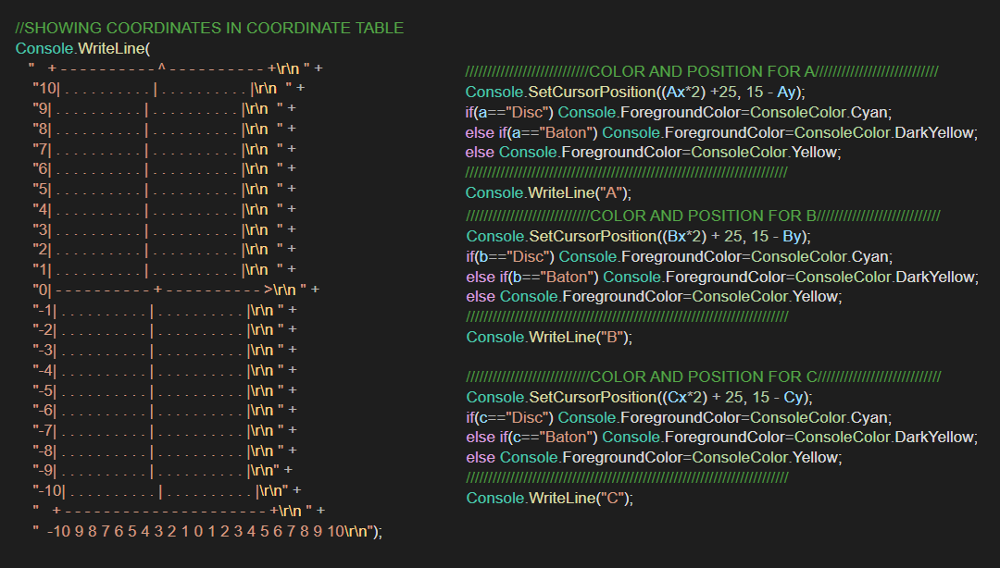 //SHOWING COORDINATES IN COORDINATE TABLE
Console.WriteLine(
"   + - - - - - - - - - - ^ - - - - - - - - - - +\r\n " +
"10| . . . . . . . . . . | . . . . . . . . . . |\r\n  " +
"9| . . . . . . . . . . | . . . . . . . . . . |\r\n  " +
"8| . . . . . . . . . . | . . . . . . . . . . |\r\n  " +
"7| . . . . . . . . . . | . . . . . . . . . . |\r\n  " +
"6| . . . . . . . . . . | . . . . . . . . . . |\r\n  " +
"5| . . . . . . . . . . | . . . . . . . . . . |\r\n  " +
"4| . . . . . . . . . . | . . . . . . . . . . |\r\n  " +
"3| . . . . . . . . . . | . . . . . . . . . . |\r\n  " +
"2| . . . . . . . . . . | . . . . . . . . . . |\r\n  " +
"1| . . . . . . . . . . | . . . . . . . . . . |\r\n  " +
"0| - - - - - - - - - - + - - - - - - - - - - >\r\n " +
"-1| . . . . . . . . . . | . . . . . . . . . . |\r\n " +
"-2| . . . . . . . . . . | . . . . . . . . . . |\r\n " +
"-3| . . . . . . . . . . | . . . . . . . . . . |\r\n " +
"-4| . . . . . . . . . . | . . . . . . . . . . |\r\n " +
"-5| . . . . . . . . . . | . . . . . . . . . . |\r\n " +
"-6| . . . . . . . . . . | . . . . . . . . . . |\r\n " +
"-7| . . . . . . . . . . | . . . . . . . . . . |\r\n " +
"-8| . . . . . . . . . . | . . . . . . . . . . |\r\n " +
"-9| . . . . . . . . . . | . . . . . . . . . . |\r\n" +
"-10| . . . . . . . . . . | . . . . . . . . . . |\r\n" +
"   + - - - - - - - - - - - - - - - - - - - - - +\r\n " +
"  -10 9 8 7 6 5 4 3 2 1 0 1 2 3 4 5 6 7 8 9 10\r\n");
////////////////////////////COLOR AND POSITION FOR A////////////////////////////
Console.SetCursorPosition((Ax*2) +25, 15 - Ay);
if(a=="Disc") Console.ForegroundColor=ConsoleColor.Cyan;
else if(a=="Baton") Console.ForegroundColor=ConsoleColor.DarkYellow;
else Console.ForegroundColor=ConsoleColor.Yellow;
/////////////////////////////////////////////////////////////////////////
Console.WriteLine("A");
////////////////////////////COLOR AND POSITION FOR B////////////////////////////
Console.SetCursorPosition((Bx*2) + 25, 15 - By);
if(b=="Disc") Console.ForegroundColor=ConsoleColor.Cyan;
else if(b=="Baton") Console.ForegroundColor=ConsoleColor.DarkYellow;
else Console.ForegroundColor=ConsoleColor.Yellow;
/////////////////////////////////////////////////////////////////////////
Console.WriteLine("B");
////////////////////////////COLOR AND POSITION FOR C////////////////////////////
Console.SetCursorPosition((Cx*2) + 25, 15 - Cy);
if(c=="Disc") Console.ForegroundColor=ConsoleColor.Cyan;
else if(c=="Baton") Console.ForegroundColor=ConsoleColor.DarkYellow;
else Console.ForegroundColor=ConsoleColor.Yellow;
/////////////////////////////////////////////////////////////////////////
Console.WriteLine("C");